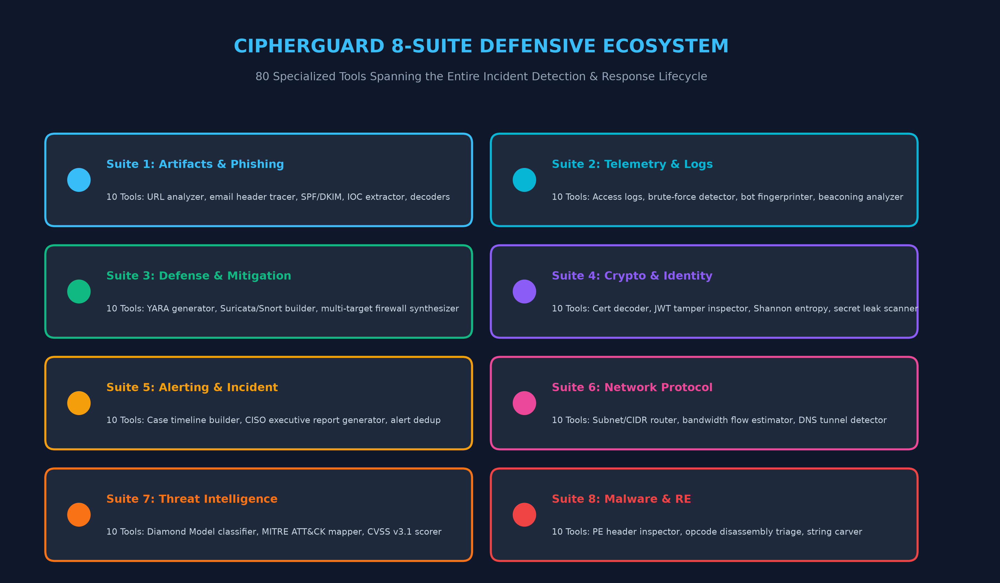 CIPHERGUARD 8-SUITE DEFENSIVE ECOSYSTEM
80 Specialized Tools Spanning the Entire Incident Detection & Response Lifecycle
Suite 1: Artifacts & Phishing
10 Tools: URL analyzer, email header tracer, SPF/DKIM, IOC extractor, decoders
Suite 2: Telemetry & Logs
10 Tools: Access logs, brute-force detector, bot fingerprinter, beaconing analyzer
Suite 3: Defense & Mitigation
10 Tools: YARA generator, Suricata/Snort builder, multi-target firewall synthesizer
Suite 4: Crypto & Identity
10 Tools: Cert decoder, JWT tamper inspector, Shannon entropy, secret leak scanner
Suite 5: Alerting & Incident
10 Tools: Case timeline builder, CISO executive report generator, alert dedup
Suite 6: Network Protocol
10 Tools: Subnet/CIDR router, bandwidth flow estimator, DNS tunnel detector
Suite 7: Threat Intelligence
10 Tools: Diamond Model classifier, MITRE ATT&CK mapper, CVSS v3.1 scorer
Suite 8: Malware & RE
10 Tools: PE header inspector, opcode disassembly triage, string carver